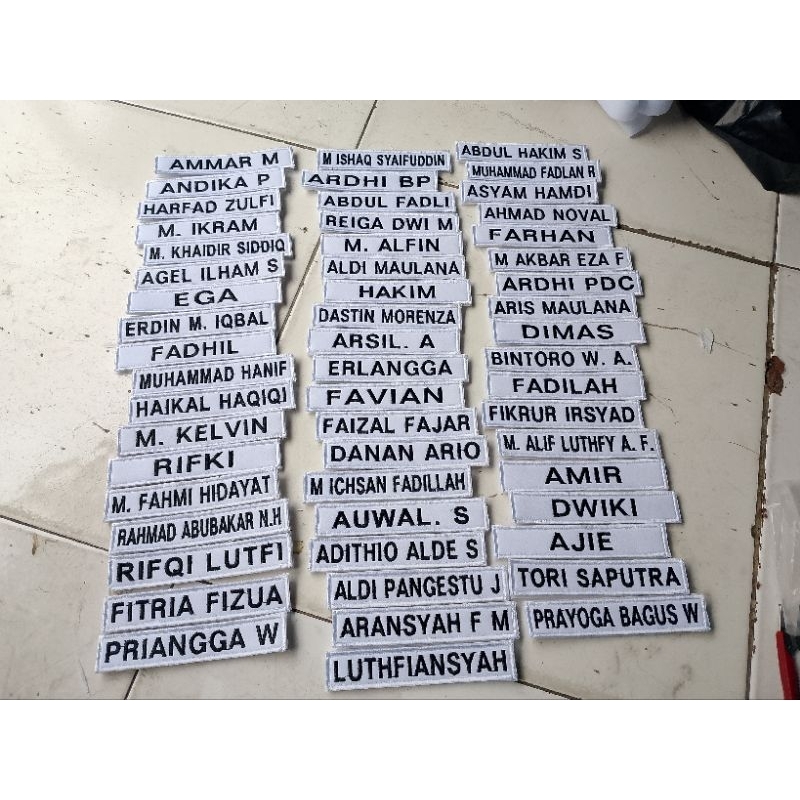 AMMAR M
ANDIKA P
HARFAD ZULFI
M. IKRAM
M. KHAIDIR SIDDIQ
AGEL ILHAM S
EGA
ERDIN M. IQBAL
FADHIL
MUHAMMAD HANIF
HAIKAL HAQIQI
M. KELVIN
RIFKI
M. FAHMI HIDAYAT
RAHMAD ABUBAKAR N.H
RIFQI LUTFI
FITRIA FIZUA
PRIANGGA W
M ISHAQ SYAIFUDDIN
ARDHI BP
ABDUL FADLI
REIGA DWI M
M. ALFIN
ALDI MAULANA
HAKIM
DASTIN MORENZA
ARSIL. A
ERLANGGA
FAVIAN
FAIZAL FAJAR
DANAN ARIO
M ICHSAN FADILLAH
AUWAL. S
ADITHIO ALDE S
ALDI PANGESTU J
ARANSYAH F M
LUTHFIANSYAH
ABDUL HAKIM S
MUHAMMAD FADLAN R
ASYAM HAMDI
AHMAD NOVAL
FARHAN
M AKBAR EZA F
ARDHI PDC
ARIS MAULANA
DIMAS
BINTORO W. A.
FADILAH
FIKRUR IRSYAD
M. ALIF LUTHFY A. F.
AMIR
DWIKI
AJIE
TORI SAPUTRA
PRAYOGA BAGUS W